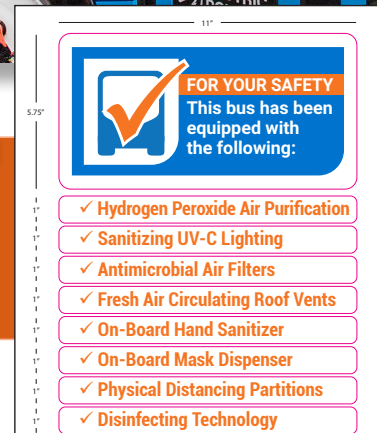 11"
5.75"
FOR YOUR SAFETY
This bus has been
equipped with
the following:
1"
✓ Hydrogen Peroxide Air Purification
1"
✓ Sanitizing UV-C Lighting
1"
✓ Antimicrobial Air Filters
1"
✓ Fresh Air Circulating Roof Vents
1"
✓ On-Board Hand Sanitizer
1"
✓ On-Board Mask Dispenser
1"
✓ Physical Distancing Partitions
1"
✓ Disinfecting Technology